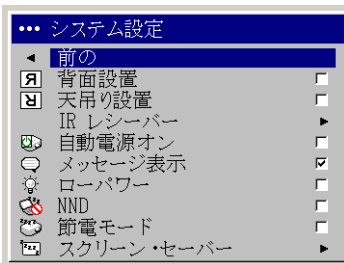 ••• システム設定
前の
背面設置
天吊り設置
IR レシーバー
自動電源オン
メッセージ表示
ローパワー
NND
節電モード
スクリーン・セーバー